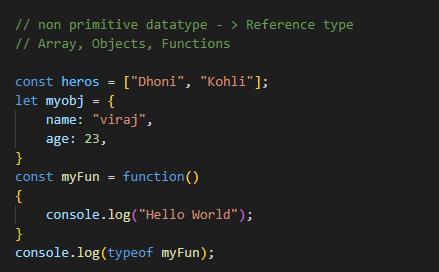 // non primitive datatype - > Reference type
// Array, Objects, Functions
const heros = ["Dhoni", "Kohli"];
let myobj = {
    name: "viraj",
    age: 23,
}
const myFun = function()
{
    console.log("Hello World");
}
console.log(typeof myFun);